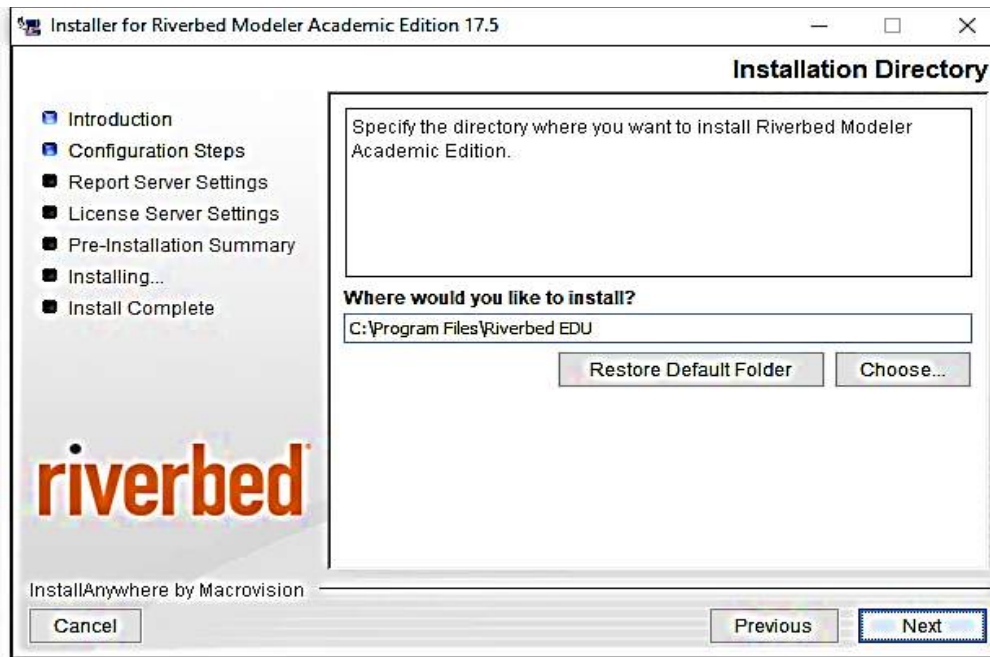 Installer for Riverbed Modeler Academic Edition 17.5
Installation Directory
Introduction
Configuration Steps
Report Server Settings
License Server Settings
Pre-Installation Summary
Installing...
Install Complete
Specify the directory where you want to install Riverbed Modeler
Academic Edition.
Where would you like to install?
C:\Program Files\Riverbed EDU
Restore Default Folder
Choose...
riverbed
InstallAnywhere by Macrovision
Cancel
Previous
Next